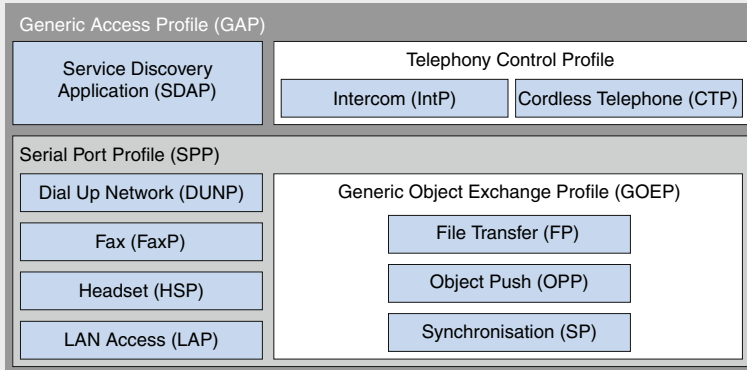 Generic Access Profile (GAP)
Service Discovery
Application (SDAP)
Telephony Control Profile
Intercom (IntP)
Cordless Telephone (CTP)
Serial Port Profile (SPP)
Dial Up Network (DUNP)
Fax (FaxP)
Headset (HSP)
LAN Access (LAP)
Generic Object Exchange Profile (GOEP)
File Transfer (FP)
Object Push (OPP)
Synchronisation (SP)